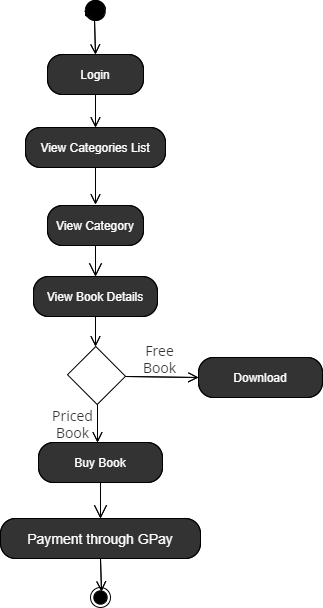 Login
View Categories List
View Category
View Book Details
Free
Book
Download
Priced
Book
Buy Book
Payment through GPay